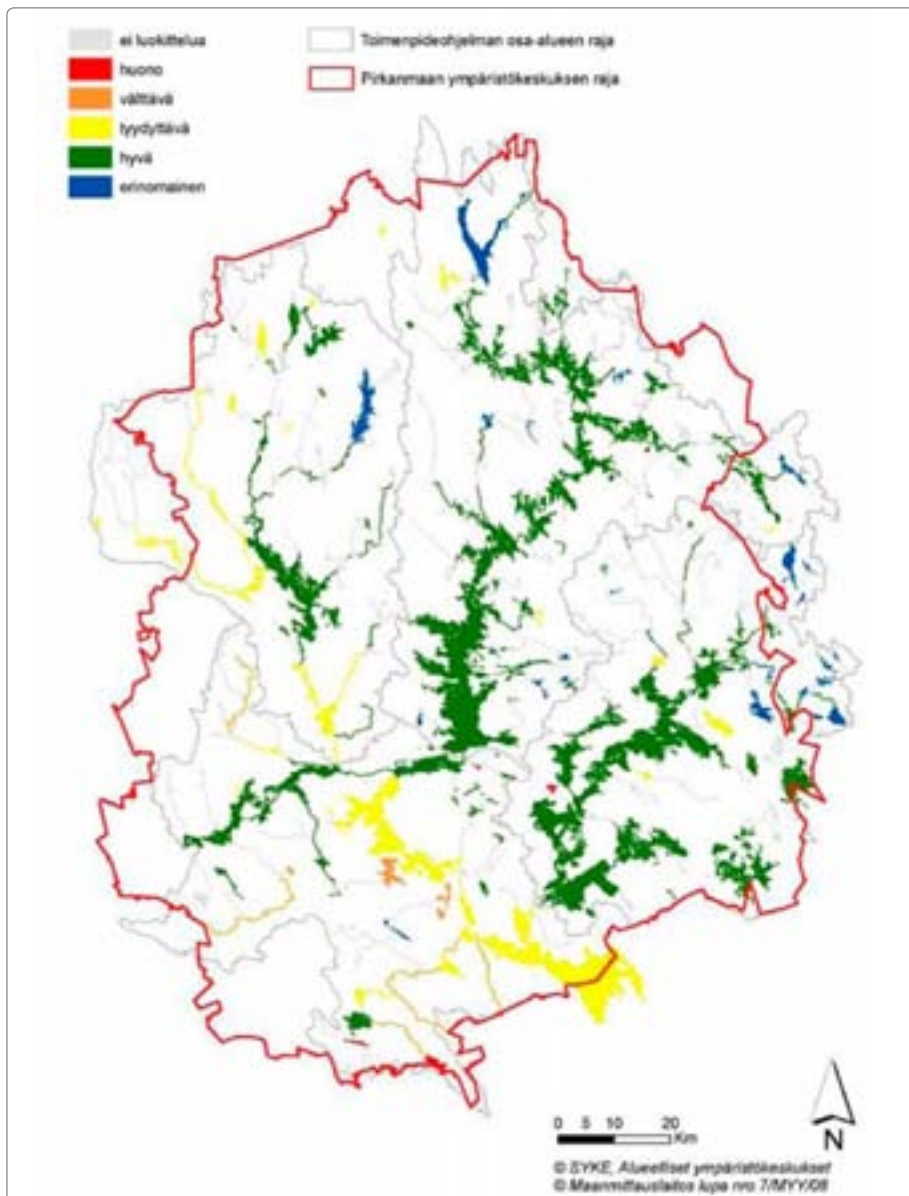 ei luokittelua
huono
välttävä
tyydyttävä
hyvä
erinomainen
Toimenpideohjelman osa-alueen raja
Pirkanmaan ympäristökeskuksen raja
0 5 10 20
Km
N
© SYKE, Alueelliset ympäristökeskukset
© Maanmittauslaitos lupa nro 7/MYY/08